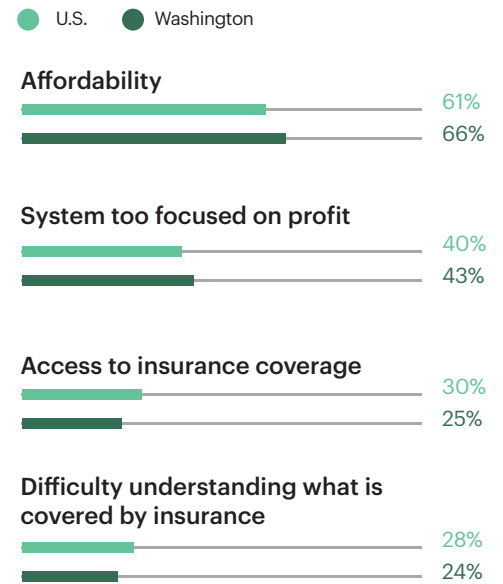 U.S. Washington
Affordability
61%
66%
System too focused on profit
40%
43%
Access to insurance coverage
30%
25%
Difficulty understanding what is
covered by insurance
28%
24%